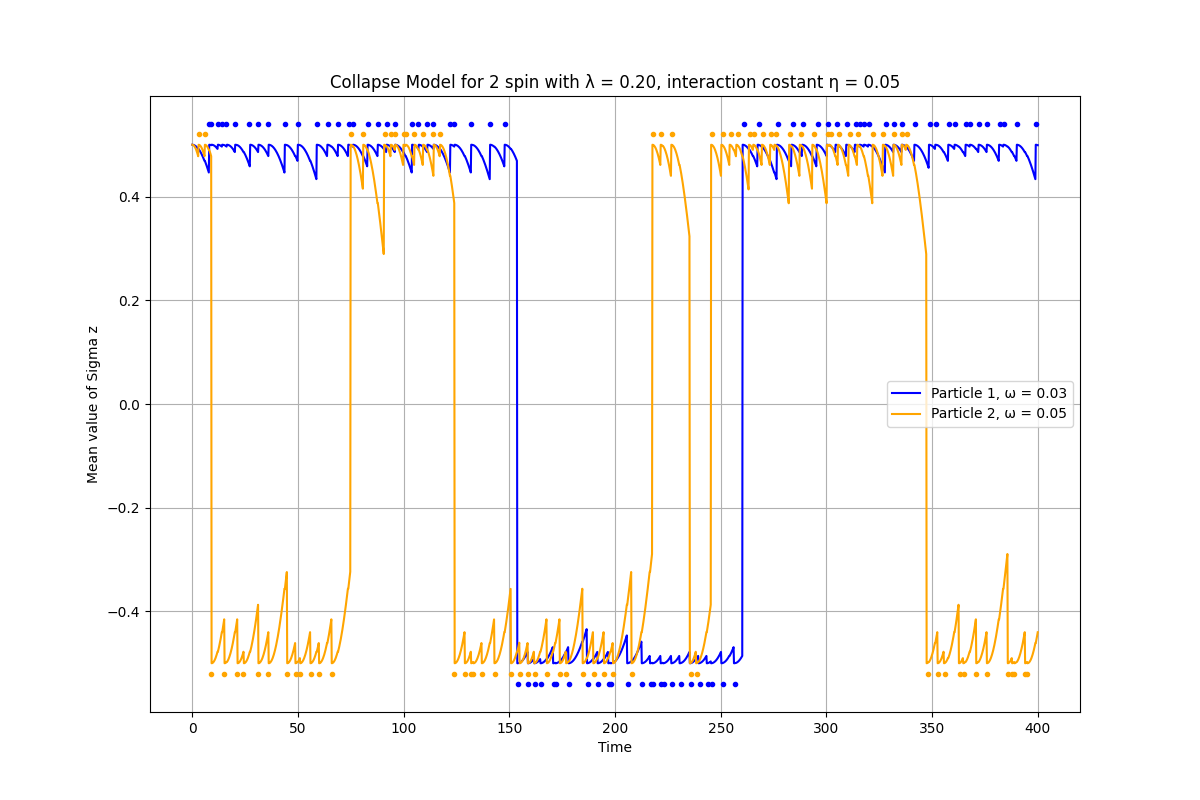 Collapse Model for 2 spin with λ = 0.20, interaction costant η = 0.05
Mean value of Sigma z
0.4
0.2
0.0
−0.2
−0.4
Particle 1, ω = 0.03
Particle 2, ω = 0.05
0 50 100 150 200 250 300 350 400
Time